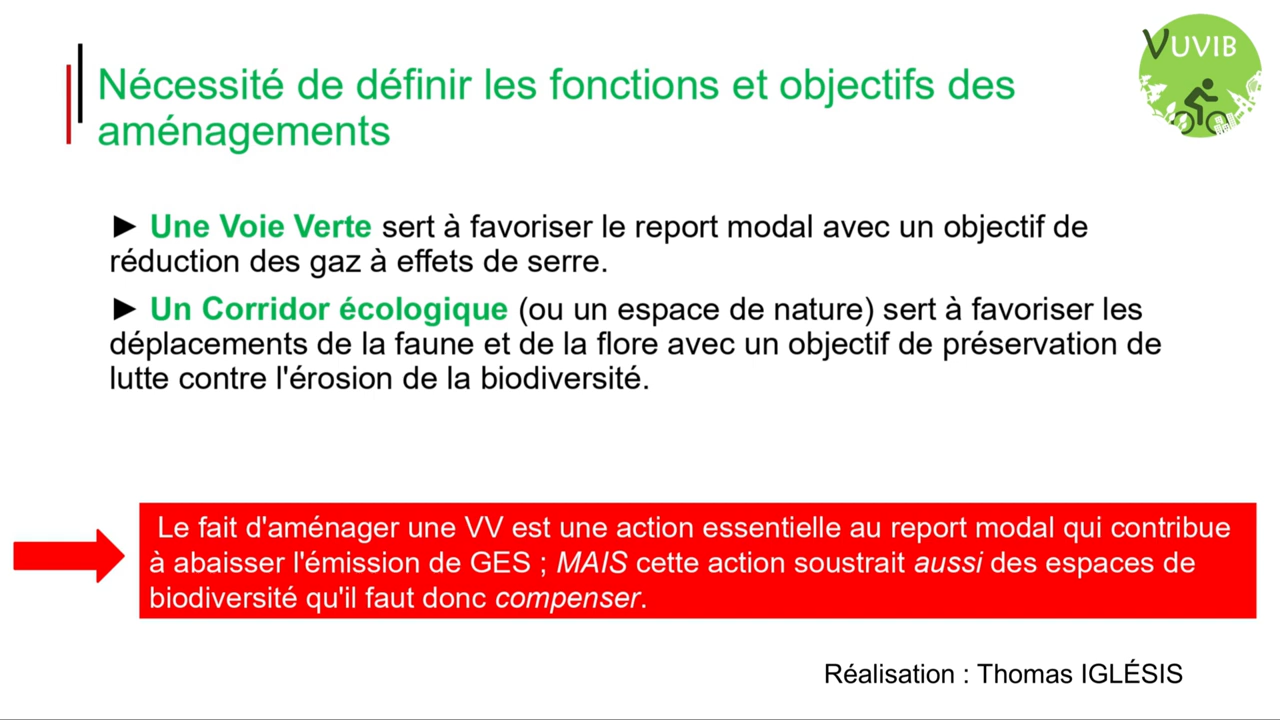 VUVIB
Nécessité de définir les fonctions et objectifs des
aménagements
► Une Voie Verte sert à favoriser le report modal avec un objectif de
réduction des gaz à effets de serre.
► Un Corridor écologique (ou un espace de nature) sert à favoriser les
déplacements de la faune et de la flore avec un objectif de préservation de
lutte contre l'érosion de la biodiversité.
Le fait d'aménager une VV est une action essentielle au report modal qui contribue
à abaisser l'émission de GES ; MAIS cette action soustrait aussi des espaces de
biodiversité qu'il faut donc compenser.
Réalisation : Thomas IGLÉSIS